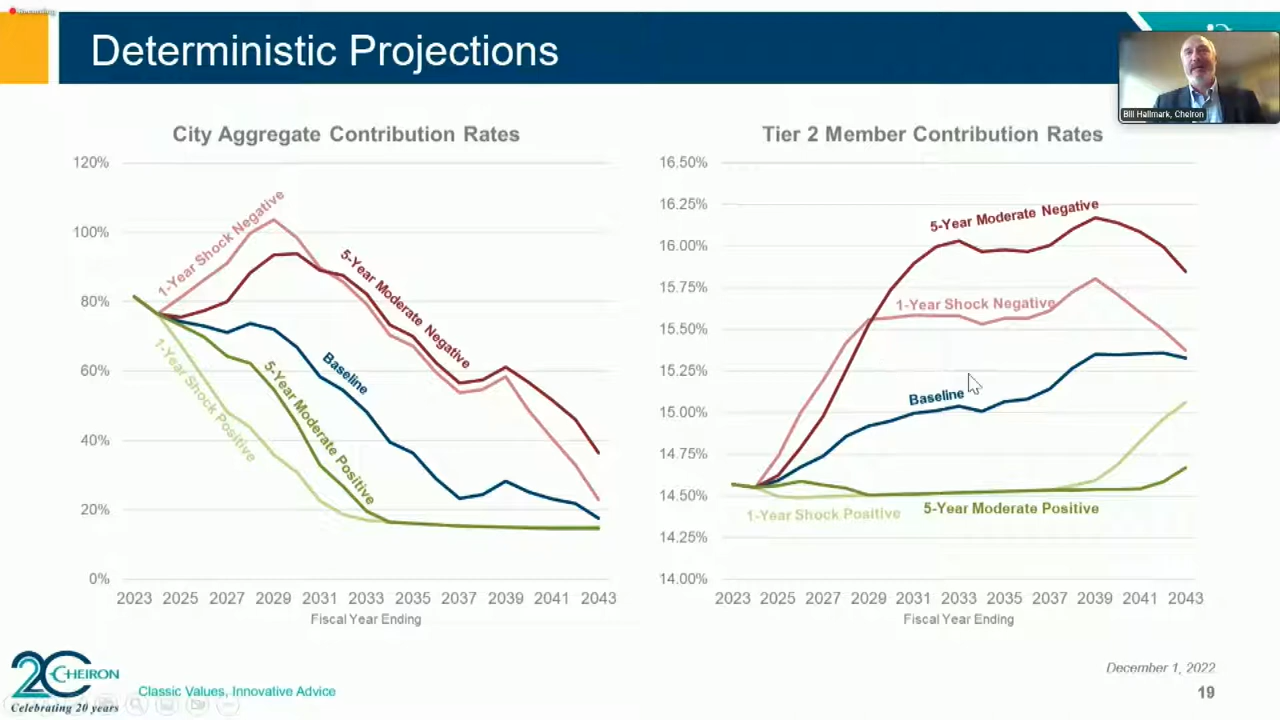 Recording
Deterministic Projections
Bill Hallmark, Cheiron
City Aggregate Contribution Rates
120%
100%
80%
60%
40%
20%
0%
1-Year Shock Negative
5-Year Moderate Negative
Baseline
5-Year Moderate Positive
1-Year Shock Positive
2023 2025 2027 2029 2031 2033 2035 2037 2039 2041 2043
Fiscal Year Ending
Tier 2 Member Contribution Rates
16.50%
16.25%
16.00%
15.75%
15.50%
15.25%
15.00%
14.75%
14.50%
14.25%
14.00%
5-Year Moderate Negative
1-Year Shock Negative
Baseline
1-Year Shock Positive
5-Year Moderate Positive
2023 2025 2027 2029 2031 2033 2035 2037 2039 2041 2043
Fiscal Year Ending
20 CHEIRON
Celebrating 20 years
Classic Values, Innovative Advice
December 1, 2022
19